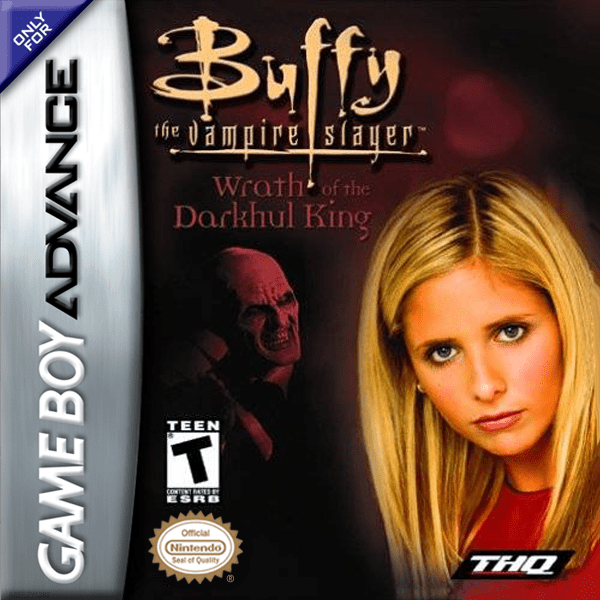 ONLY
FOR
GAME BOY ADVANCE
Buffy
the vampire slayer™
Wrath of the
Darkhul King
TEEN
T
CONTENT RATED BY
ESRB
Official
Nintendo
Seal of Quality
®
THQ